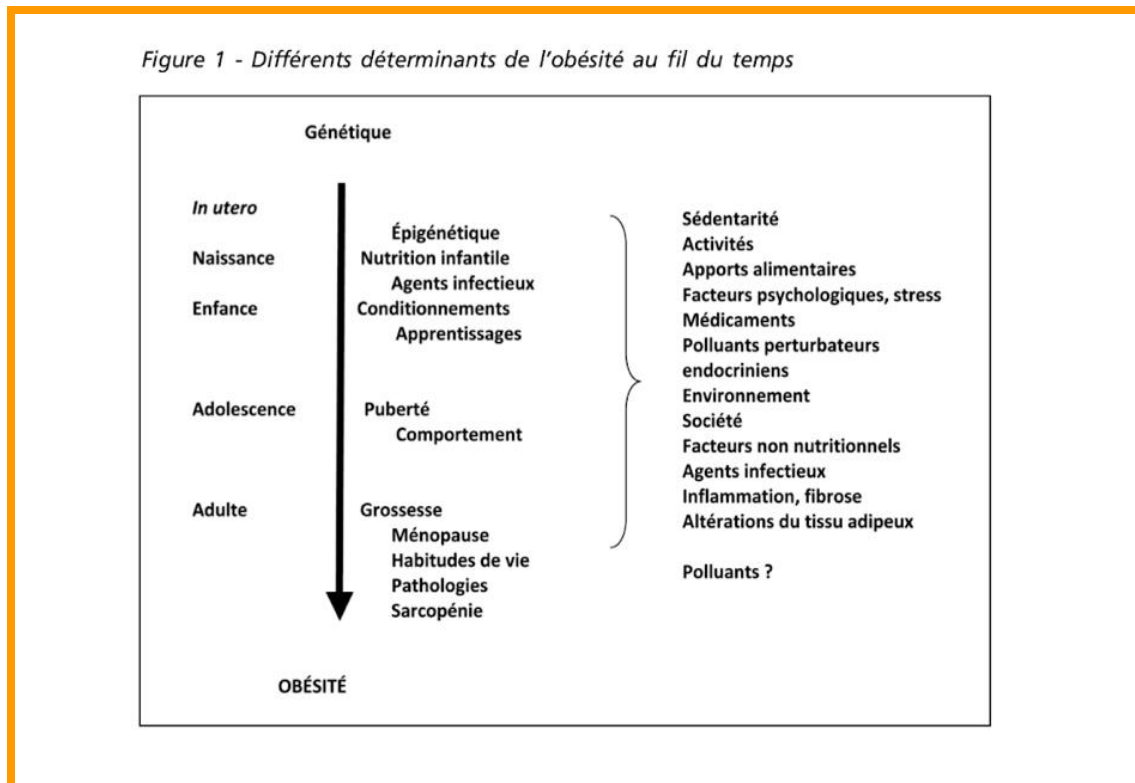 Figure 1 - Différents déterminants de l'obésité au fil du temps
Génétique
In utero
Épigénétique
Naissance
Nutrition infantile
Agents infectieux
Enfance
Conditionnements
Apprentissages
Adolescence
Puberté
Comportement
Adulte
Grossesse
Ménopause
Habitudes de vie
Pathologies
Sarcopénie
OBÉSITÉ
Sédentarité
Activités
Apports alimentaires
Facteurs psychologiques, stress
Médicaments
Polluants perturbateurs
endocriniens
Environnement
Société
Facteurs non nutritionnels
Agents infectieux
Inflammation, fibrose
Altérations du tissu adipeux
Polluants ?